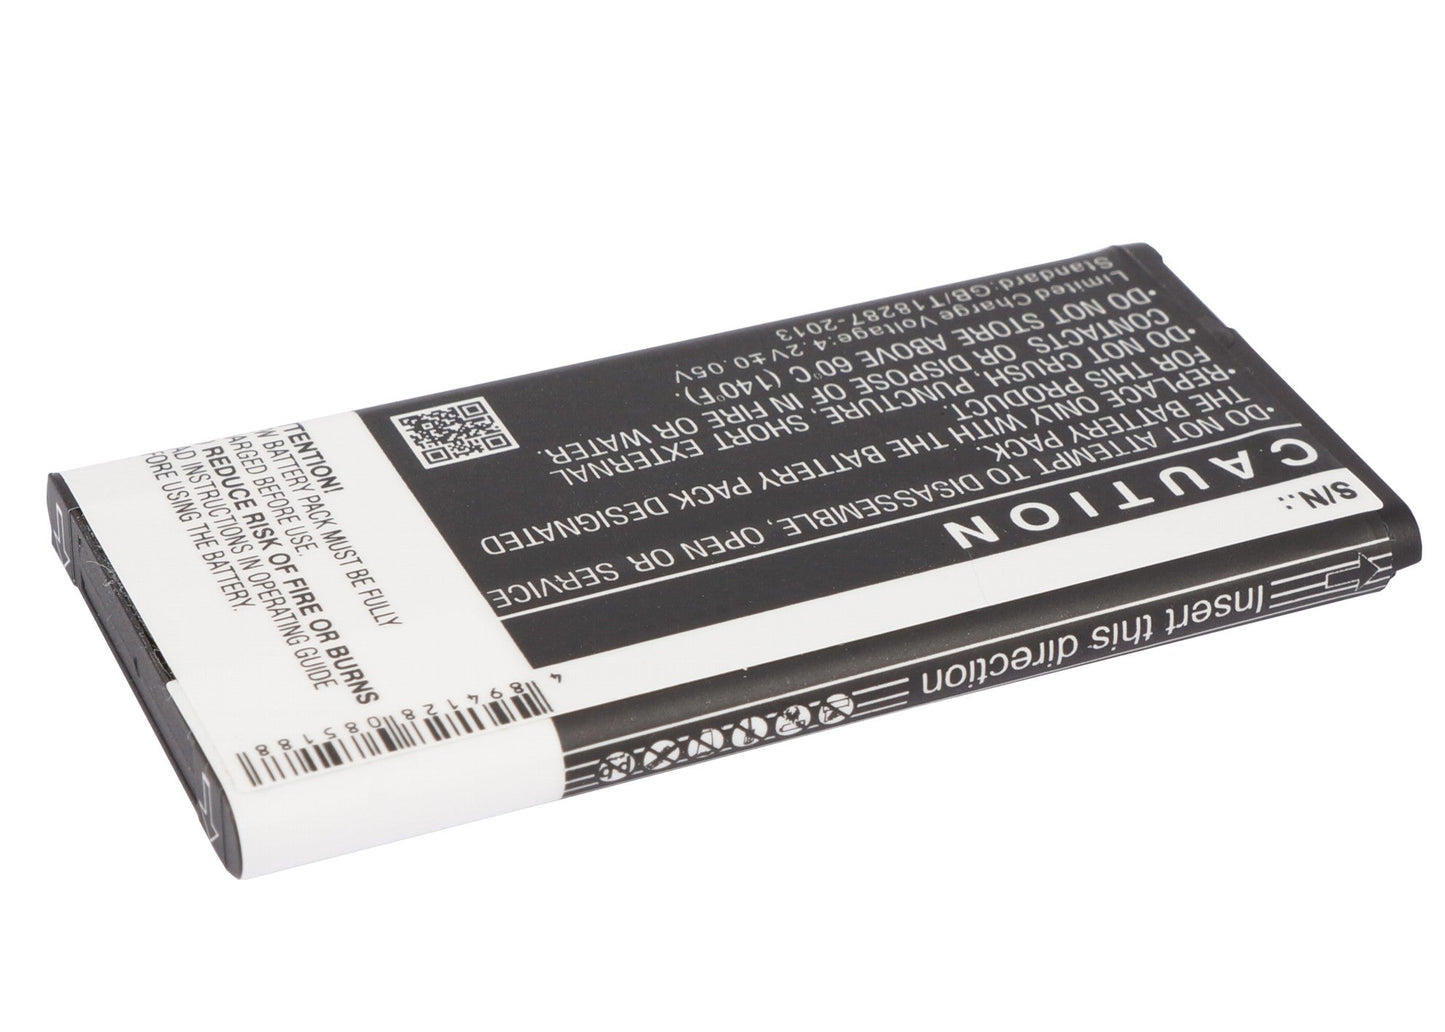 S/N.:
CAUTION
•DO NOT ATTEMPT TO DISASSEMBLE, OPEN OR SERVICE
THE BATTERY PACK.
•REPLACE ONLY WITH THE BATTERY PACK DESIGNATED
FOR THIS PRODUCT.
•DO NOT CRUSH, PUNCTURE, SHORT EXTERNAL
CONTACTS OR DISPOSE OF IN FIRE OR WATER.
•DO NOT STORE ABOVE 60°C (140°F).
Limited Charge Voltage:4.2V±0.05V
Standard:GB/T18287-2013
Insert this direction
TENTION!
BATTERY PACK MUST BE FULLY
ARGED BEFORE USE.
REDUCE RISK OF FIRE OR BURNS
AD INSTRUCTIONS IN OPERATING GUIDE
EFORE USING THE BATTERY.
4 894128 085188